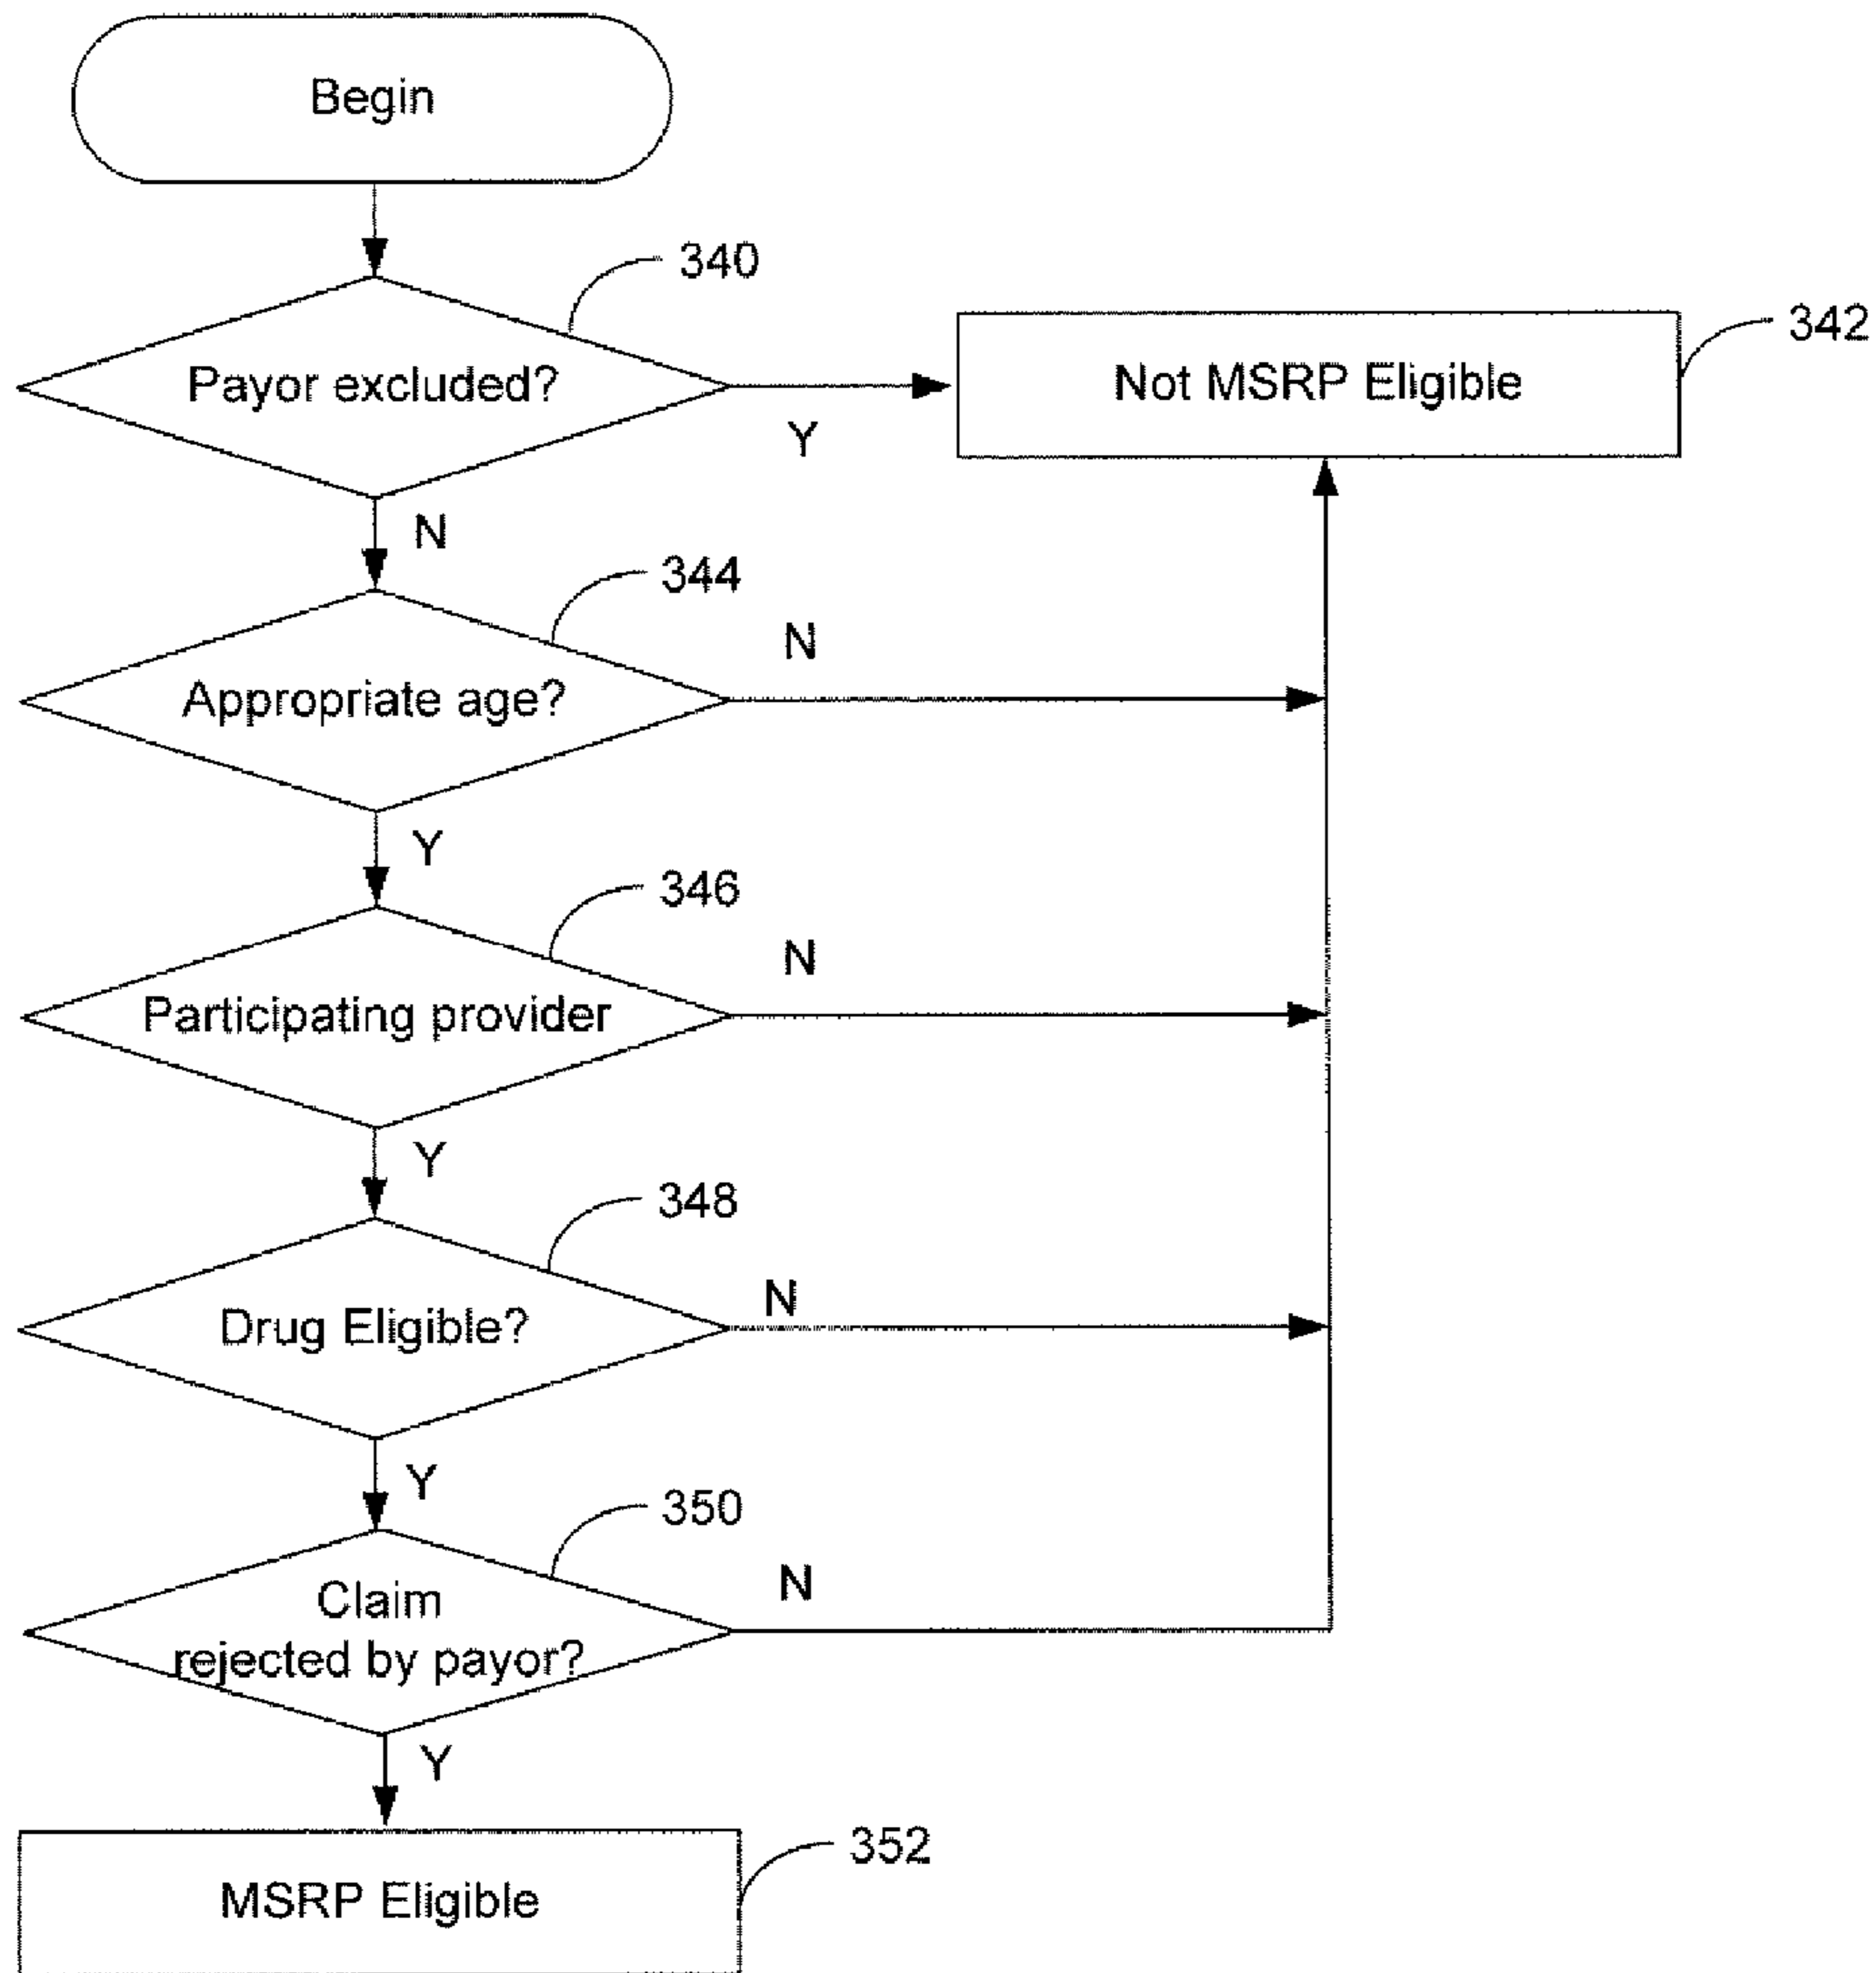 Begin
340
Payor excluded?
Y
Not MSRP Eligible
342
N
344
Appropriate age?
N
Y
346
Participating provider
N
Y
348
Drug Eligible?
N
Y
350
Claim
rejected by payor?
N
Y
352
MSRP Eligible